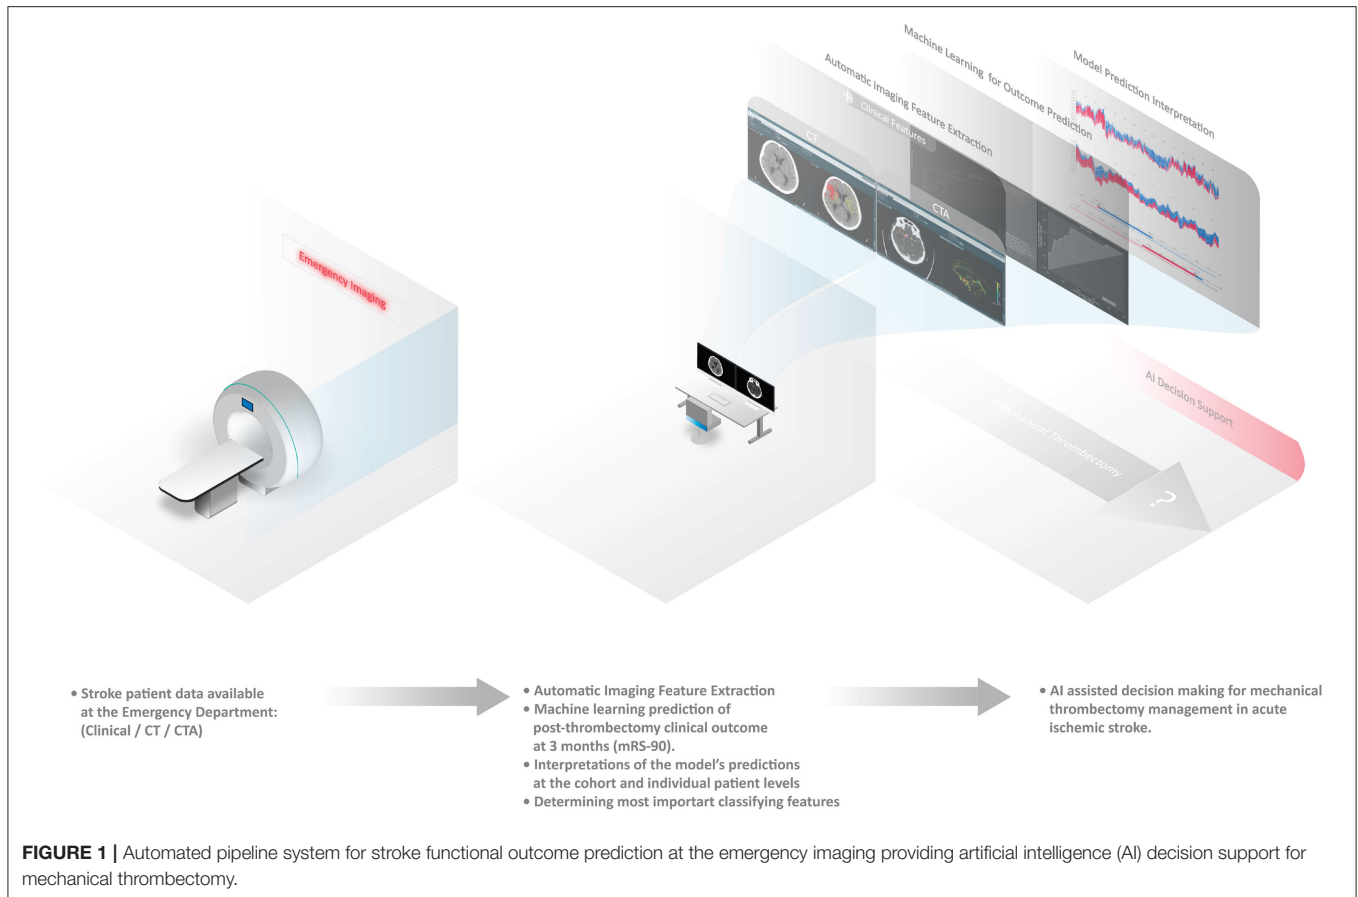 Machine Learning for Outcome Prediction
Model Prediction Interpretation
Automatic Imaging Feature Extraction
+ Clinical Features
CT
CTA
Emergency Imaging
AI Decision Support
Mechanical Thrombectomy
?
• Stroke patient data available
at the Emergency Department:
(Clinical / CT / CTA)
• Automatic Imaging Feature Extraction
• Machine learning prediction of
post-thrombectomy clinical outcome
at 3 months (mRS-90).
• Interpretations of the model's predictions
at the cohort and individual patient levels
• Determining most importart classifying features
• AI assisted decision making for mechanical
thrombectomy management in acute
ischemic stroke.
FIGURE 1 | Automated pipeline system for stroke functional outcome prediction at the emergency imaging providing artificial intelligence (AI) decision support for
mechanical thrombectomy.